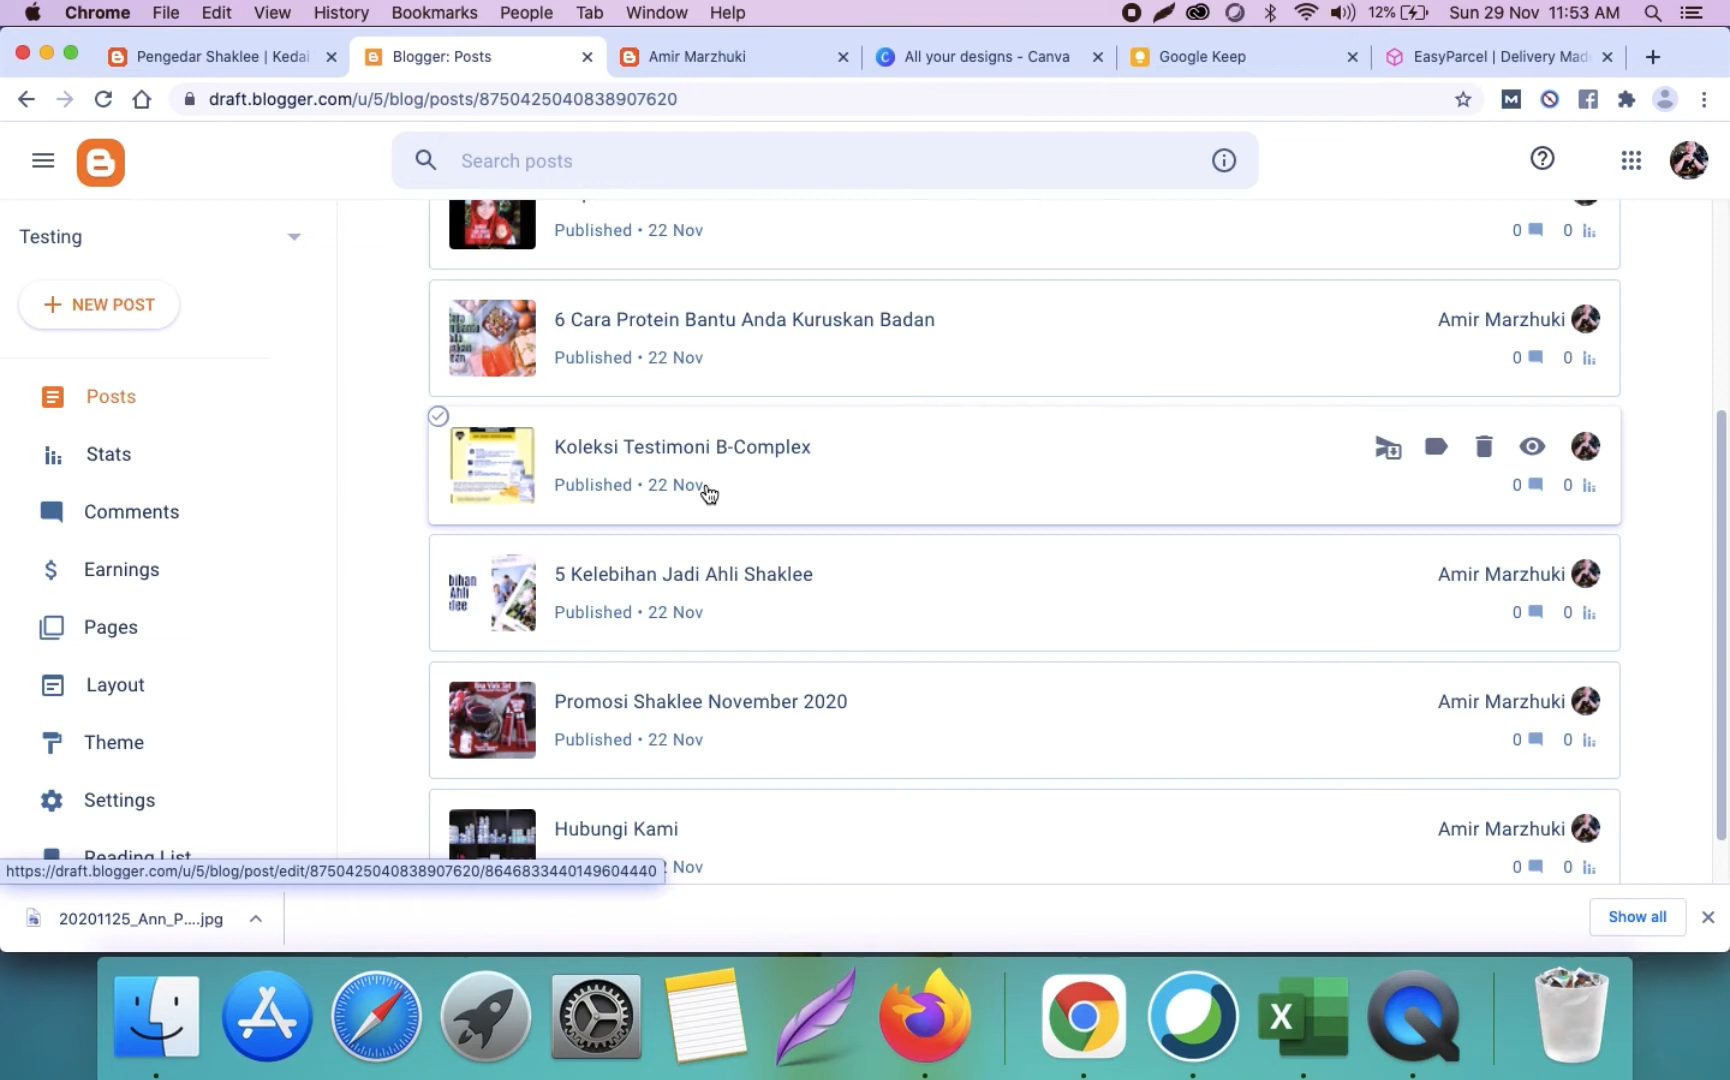 Chrome File Edit View History Bookmarks People Tab Window Help 12% Sun 29 Nov 11:53 AM
Pengedar Shaklee | Kedai Blogger: Posts Amir Marzhuki All your designs - Canva Google Keep EasyParcel | Delivery Made
draft.blogger.com/u/5/blog/posts/8750425040838907620
Search posts
Testing
Published • 22 Nov 0 0
NEW POST
6 Cara Protein Bantu Anda Kuruskan Badan Amir Marzhuki
Published • 22 Nov 0 0
Posts
Koleksi Testimoni B-Complex
Stats
Published • 22 Nov 0 0
Comments
Earnings
5 Kelebihan Jadi Ahli Shaklee Amir Marzhuki
Published • 22 Nov 0 0
Pages
Layout
Promosi Shaklee November 2020 Amir Marzhuki
Published • 22 Nov 0 0
Theme
Settings
Hubungi Kami Amir Marzhuki
Reading List
https://draft.blogger.com/u/5/blog/post/edit/8750425040838907620/8646833440149604440 Nov 0 0
20201125_Ann_P....jpg Show all